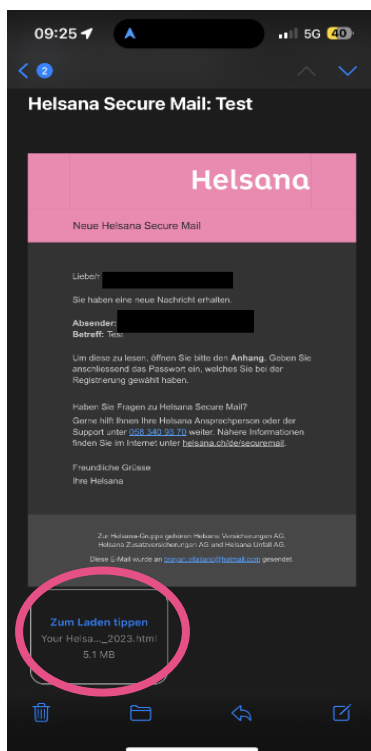 09:25
5G 40
2
Helsana Secure Mail: Test
Helsana
Neue Helsana Secure Mail
Liebe/r
Sie haben eine neue Nachricht erhalten.
Absender:
Betreff: Test
Um diese zu lesen, öffnen Sie bitte den Anhang. Geben Sie
anschliessend das Passwort ein, welches Sie bei der
Registrierung gewählt haben.
Haben Sie Fragen zu Helsana Secure Mail?
Gerne hilft Ihnen Ihre Helsana Ansprechperson oder der
Support unter 058 340 93 70 weiter. Nähere Informationen
finden Sie im Internet unter helsana.ch/de/securemail.
Freundliche Grüsse
Ihre Helsana
Zur Helsana-Gruppe gehören Helsana Versicherungen AG,
Helsana Zusatzversicherungen AG und Helsana Unfall AG.
Diese E-Mail wurde an @hotmail.com gesendet.
Zum Laden tippen
Your Helsa..._2023.html
5.1 MB